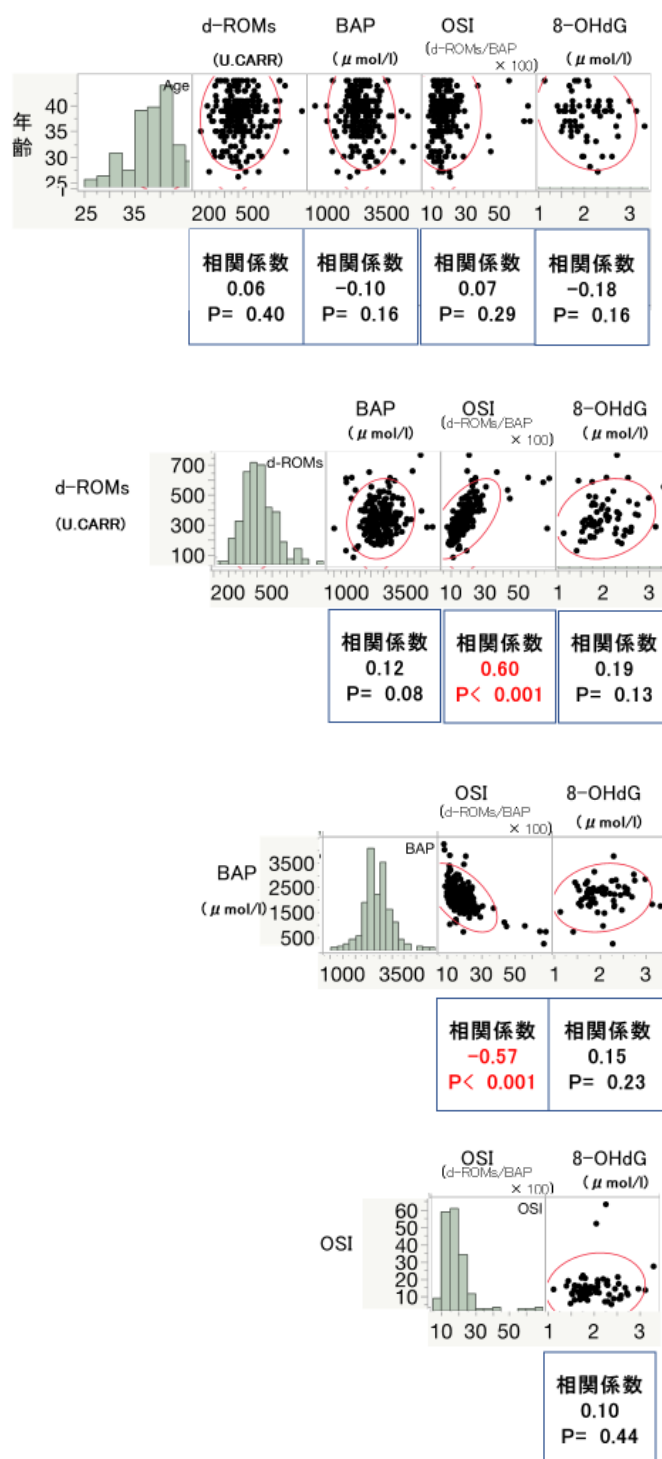 d-ROMs BAP OSI 8-OHdG
(U.CARR) (μmol/l) (d-ROMs/BAP × 100) (μmol/l)
年齢
Age
40
35
30
25
25 35 200 500 1000 3500 10 30 50 1 2 3
相関係数 相関係数 相関係数 相関係数
0.06 -0.10 0.07 -0.18
P= 0.40 P= 0.16 P= 0.29 P= 0.16
BAP OSI 8-OHdG
(μmol/l) (d-ROMs/BAP × 100) (μmol/l)
d-ROMs
(U.CARR)
d-ROMs
700
500
300
100
200 500 1000 3500 10 30 50 1 2 3
相関係数 相関係数 相関係数
0.12 0.60 0.19
P= 0.08 P< 0.001 P= 0.13
OSI 8-OHdG
(d-ROMs/BAP × 100) (μmol/l)
BAP
(μmol/l)
BAP
3500
2500
1500
500
1000 3500 10 30 50 1 2 3
相関係数 相関係数
-0.57 0.15
P< 0.001 P= 0.23
OSI 8-OHdG
(d-ROMs/BAP × 100) (μmol/l)
OSI
OSI
60
50
40
30
20
10
10 30 50 1 2 3
相関係数
0.10
P= 0.44